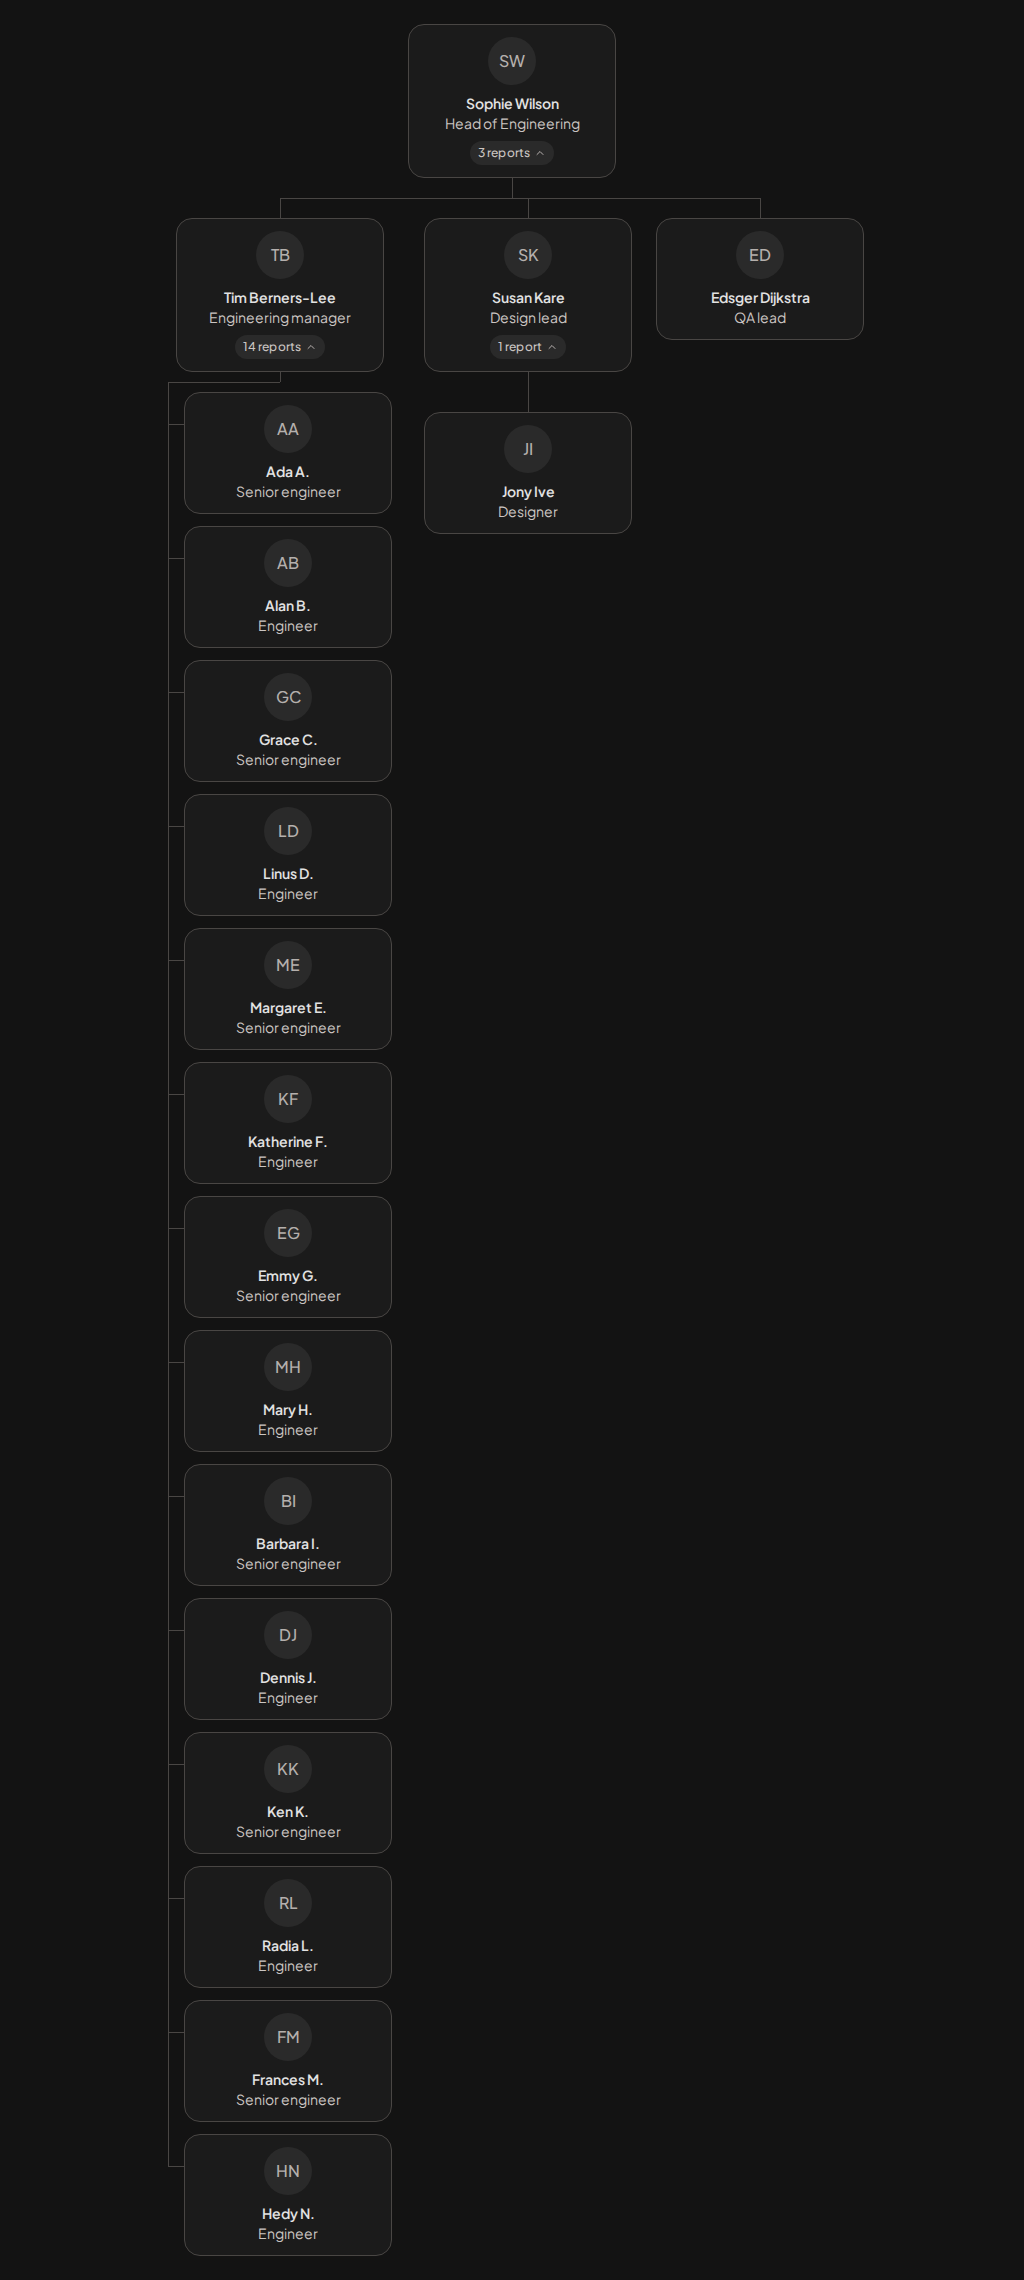 SW
Sophie Wilson
Head of Engineering
3 reports
TB
Tim Berners-Lee
Engineering manager
14 reports
SK
Susan Kare
Design lead
1 report
ED
Edsger Dijkstra
QA lead
AA
Ada A.
Senior engineer
JI
Jony Ive
Designer
AB
Alan B.
Engineer
GC
Grace C.
Senior engineer
LD
Linus D.
Engineer
ME
Margaret E.
Senior engineer
KF
Katherine F.
Engineer
EG
Emmy G.
Senior engineer
MH
Mary H.
Engineer
BI
Barbara I.
Senior engineer
DJ
Dennis J.
Engineer
KK
Ken K.
Senior engineer
RL
Radia L.
Engineer
FM
Frances M.
Senior engineer
HN
Hedy N.
Engineer